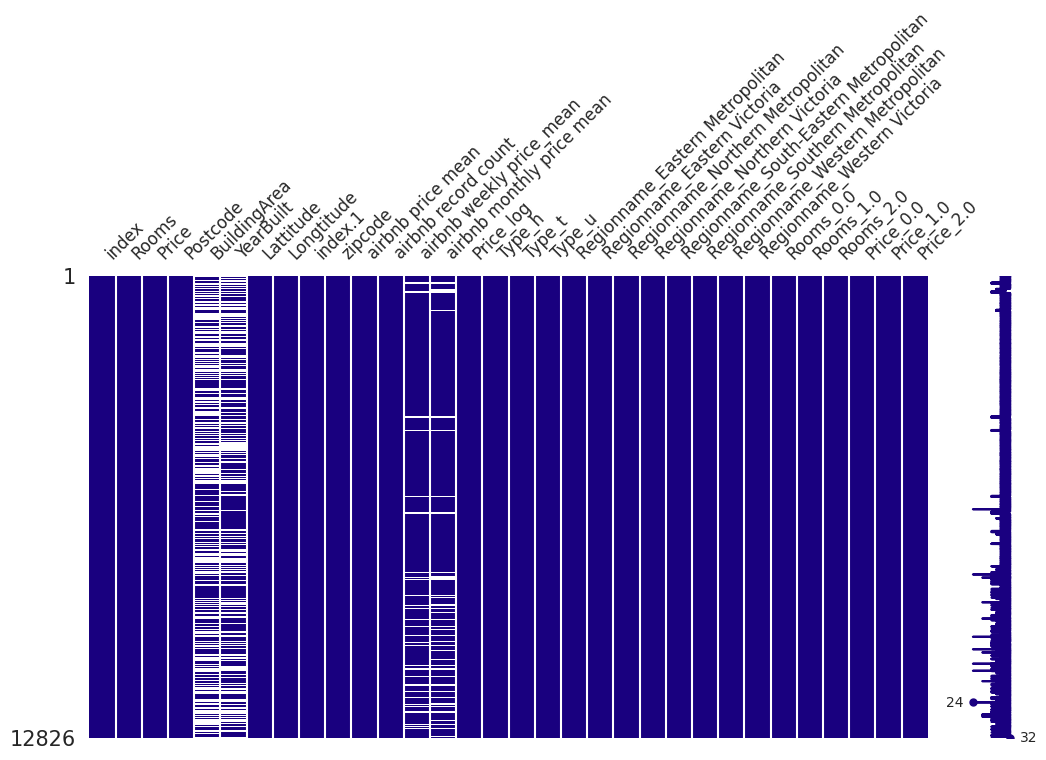 index
Rooms
Price
Postcode
BuildingArea
YearBuilt
Lattitude
Longtitude
index.1
zipcode
airbnb price mean
airbnb record count
airbnb weekly price_mean
airbnb monthly price mean
Price_log
Type_h
Type_t
Type_u
Regionname_Eastern Metropolitan
Regionname_Eastern Victoria
Regionname_Northern Metropolitan
Regionname_Northern Victoria
Regionname_South-Eastern Metropolitan
Regionname_Southern Metropolitan
Regionname_Western Metropolitan
Regionname_Western Victoria
Rooms_0.0
Rooms_1.0
Rooms_2.0
Price_0.0
Price_1.0
Price_2.0
1
24
12826
32